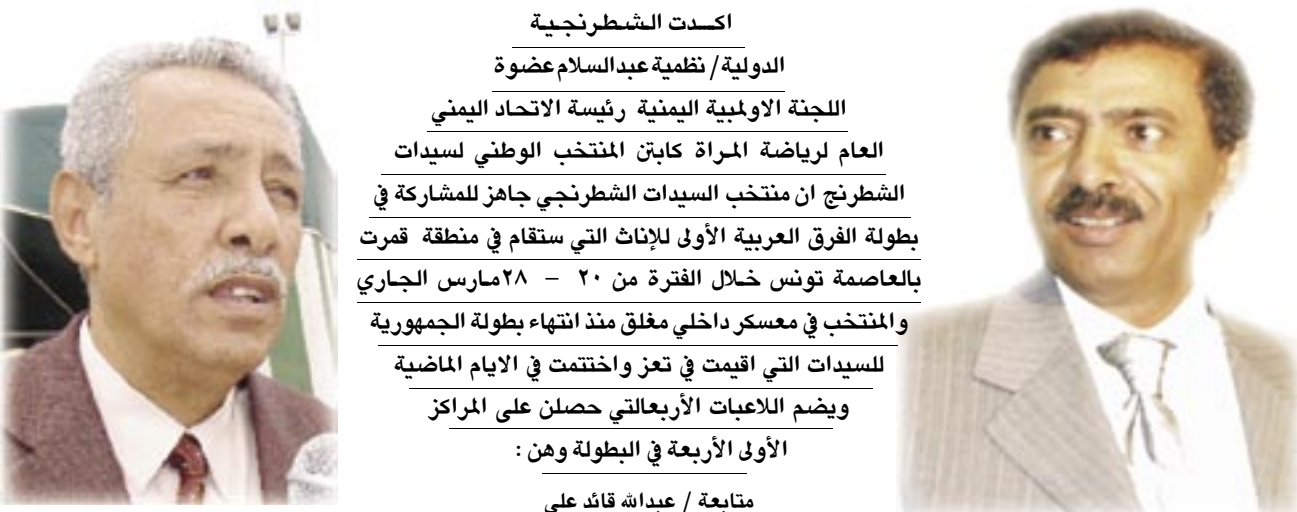 اكــدت الـشـطـرنـجـيـة
الدولية/ نظمية عبدالسلام عضوة
اللجنة الاولمبية اليمنية رئيسة الاتحاد اليمني
العام لرياضة المـراة كابتن المنتخب الوطني لسيدات
الشطرنج ان منتخب السيدات الشطرنجي جاهز للمشاركة في
بطولة الفرق العربية الأولى للإناث التي ستقام في منطقة قمرت
بالعاصمة تونس خـلال الفترة من ٢٠ – ٢٨مـارس الجـاري
والمنتخب في معسكر داخلي مغلق منذ انتهاء بطولة الجمهورية
للسيدات التي اقيمت في تعز واختتمت في الايام الماضية
ويضم اللاعبات الأربعالتي حصلن على المراكز
الأولى الأربعة في البطولة وهن :
متابعة / عبدالله قائد علي